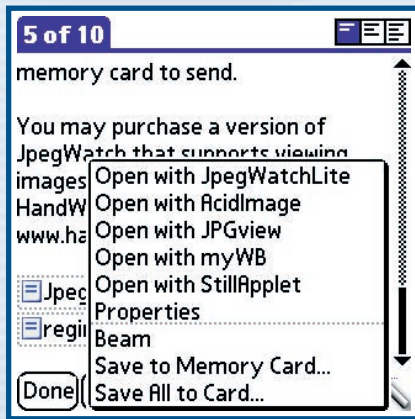 5 of 10
memory card to send.
You may purchase a version of
JpegWatch that supports viewing
images
HandW
www.ha
Open with JpegWatchLite
Open with AcidImage
Open with JPGview
Open with myWB
Open with StillApplet
Properties
Beam
Save to Memory Card...
Save All to Card...
Jpeg
regi
Done